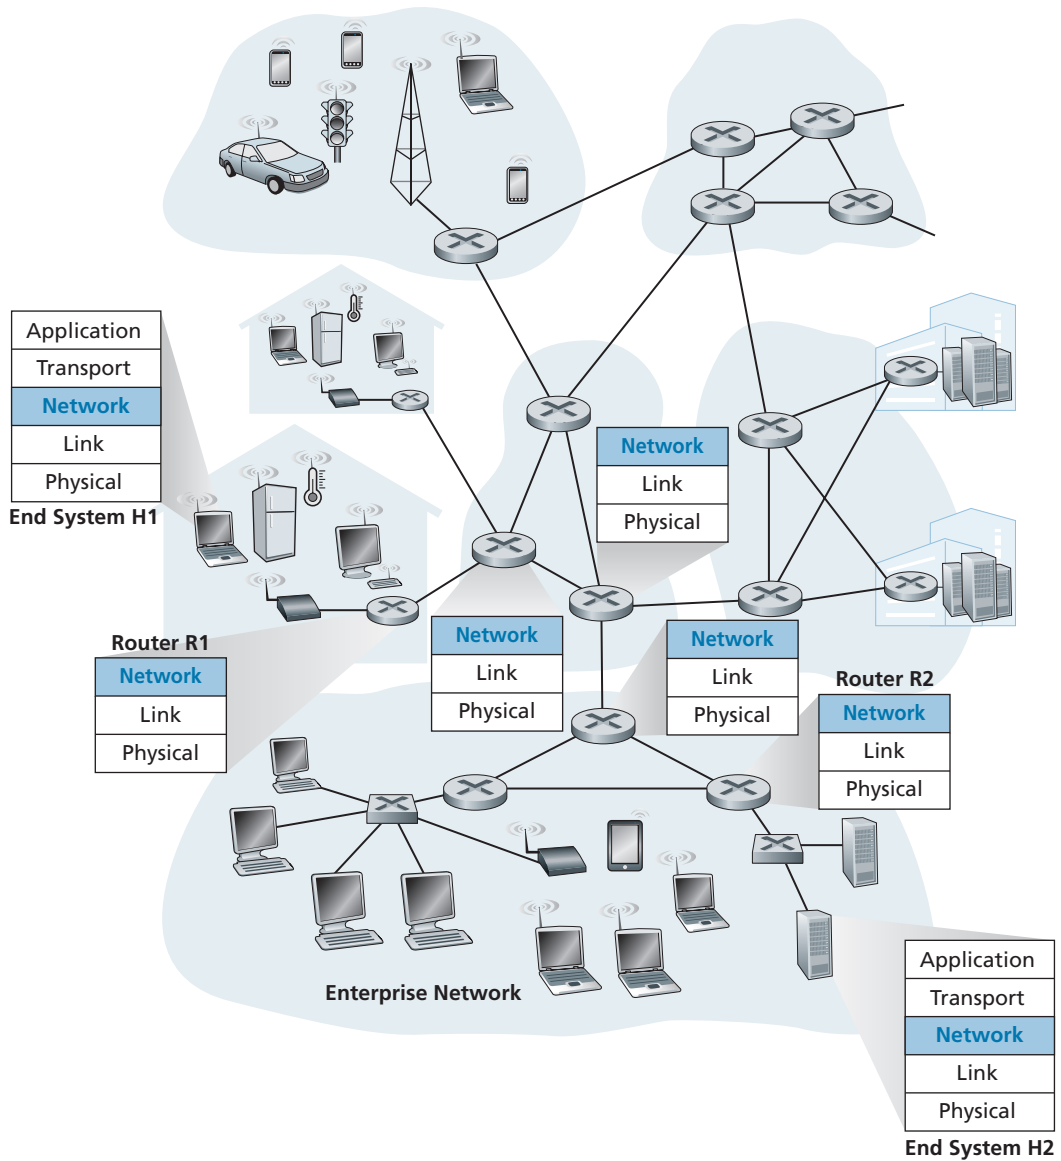 Application
Transport
Network
Link
Physical
End System H1
Network
Link
Physical
Router R1
Network
Link
Physical
Network
Link
Physical
Network
Link
Physical
Router R2
Network
Link
Physical
Enterprise Network
Application
Transport
Network
Link
Physical
End System H2